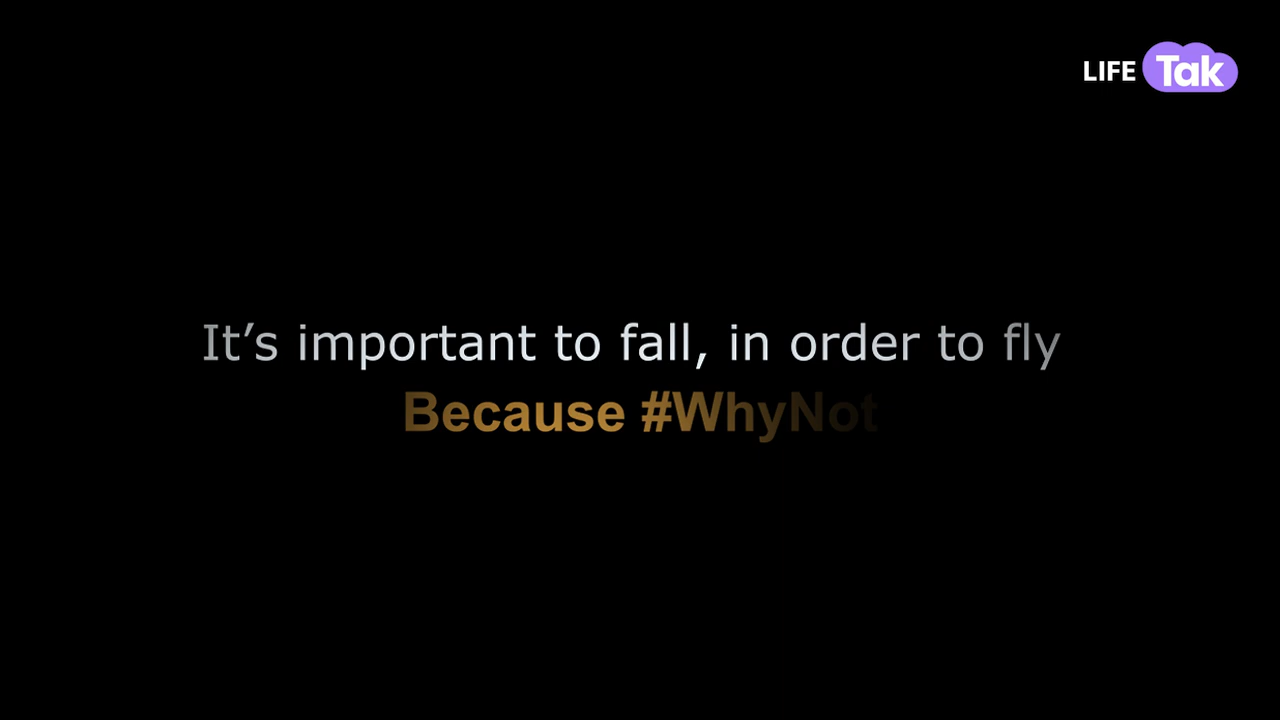 LIFE Tak
It’s important to fall, in order to fly
Because #WhyNot